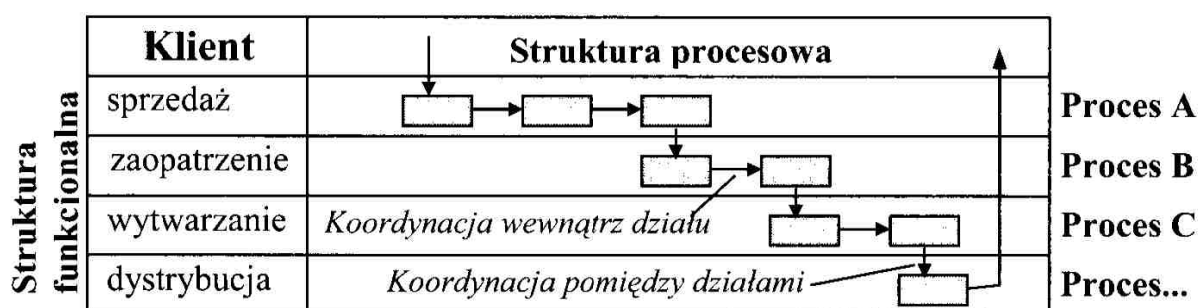 Klient
Struktura procesowa
sprzedaż
Proces A
zaopatrzenie
Proces B
wytwarzanie
Koordynacja wewnątrz działu
Proces C
dystrybucja
Koordynacja pomiędzy działami
Proces...
Struktura
funkcjonalna